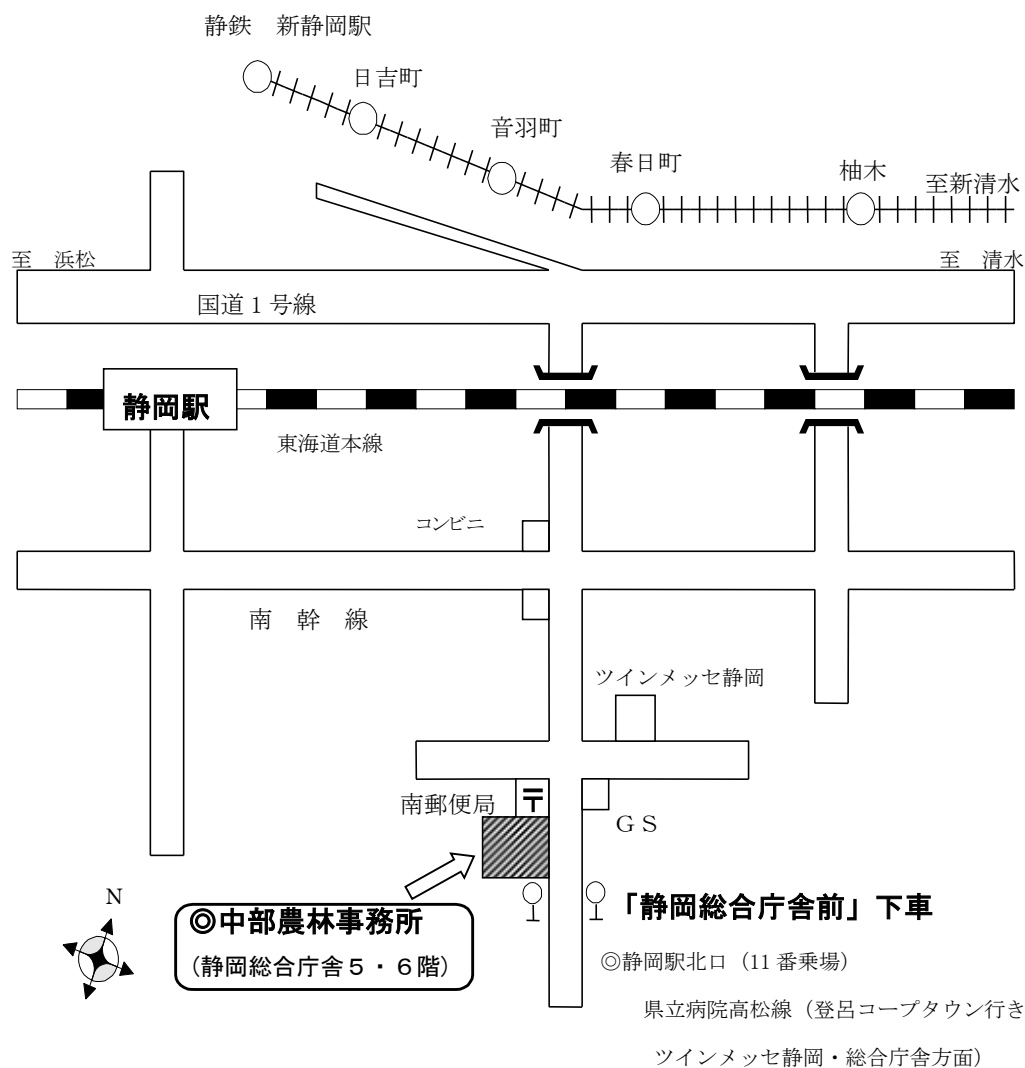 静鉄　新静岡駅
日吉町
音羽町
春日町
柚木
至新清水
至　浜松
至　清水
国道1号線
静岡駅
東海道本線
コンビニ
南　幹　線
ツインメッセ静岡
南郵便局
〒
ＧＳ
N
◎中部農林事務所
(静岡総合庁舎５・６階)
「静岡総合庁舎前」下車
◎静岡駅北口（11番乗場）
県立病院高松線（登呂コープタウン行き
ツインメッセ静岡・総合庁舎方面）